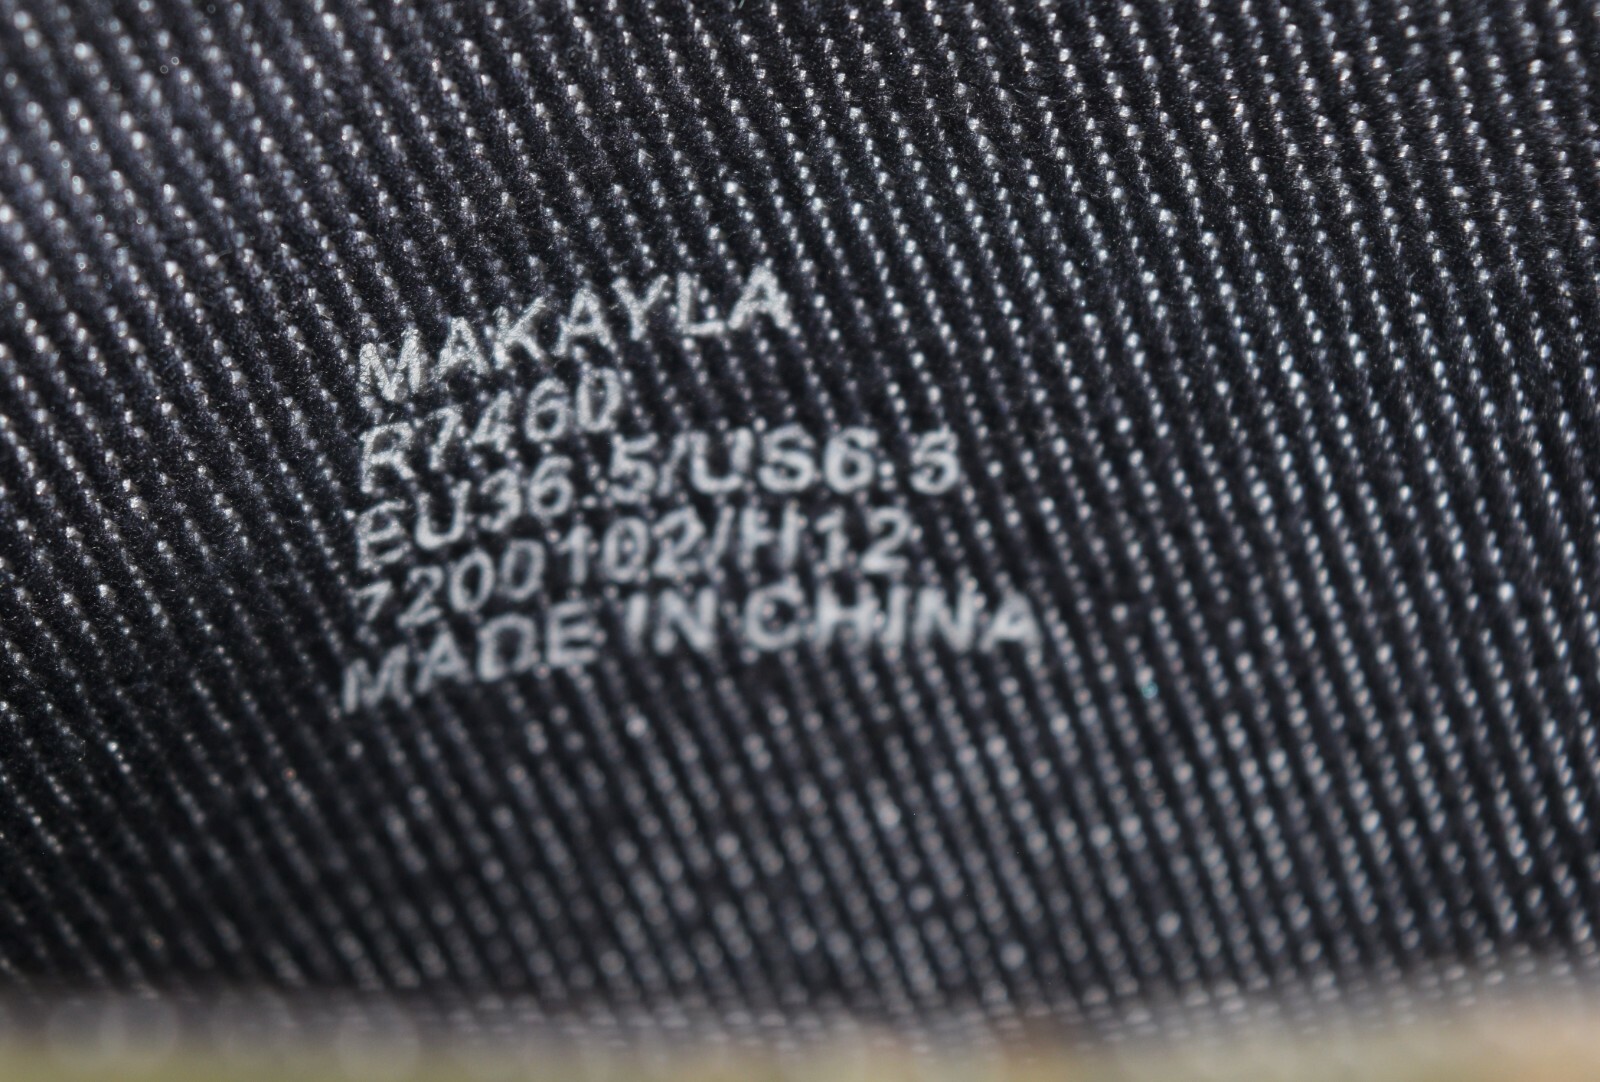 MAKAYLA
R7460
EU36.5/US6.5
7200102/H12
MADE IN CHINA